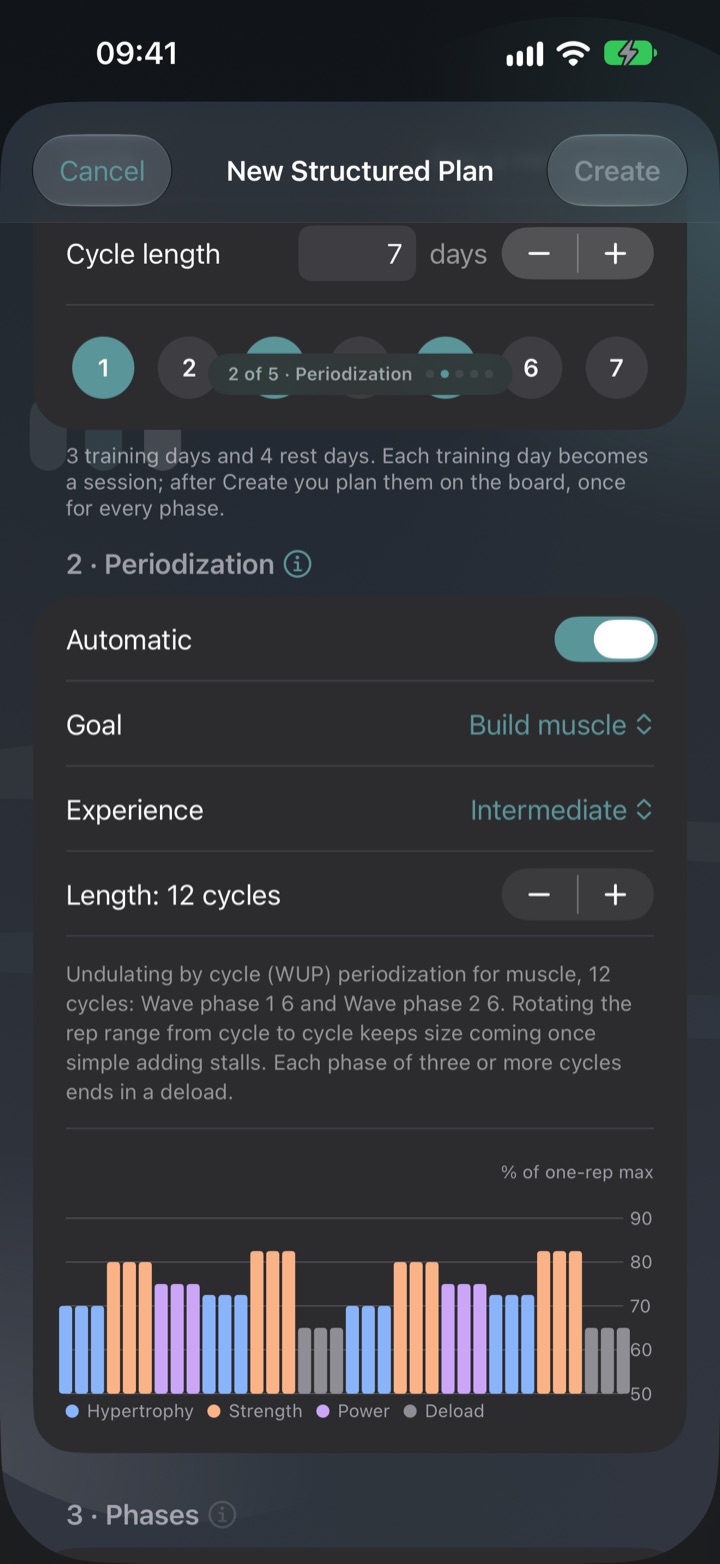 09:41
Cancel
New Structured Plan
Create
Cycle length
7
days
1
2
6
7
2 of 5 · Periodization
3 training days and 4 rest days. Each training day becomes
a session; after Create you plan them on the board, once
for every phase.
2 · Periodization
Automatic
Goal
Build muscle
Experience
Intermediate
Length: 12 cycles
Undulating by cycle (WUP) periodization for muscle, 12
cycles: Wave phase 1 6 and Wave phase 2 6. Rotating the
rep range from cycle to cycle keeps size coming once
simple adding stalls. Each phase of three or more cycles
ends in a deload.
% of one-rep max
90
80
70
60
50
Hypertrophy
Strength
Power
Deload
3 · Phases